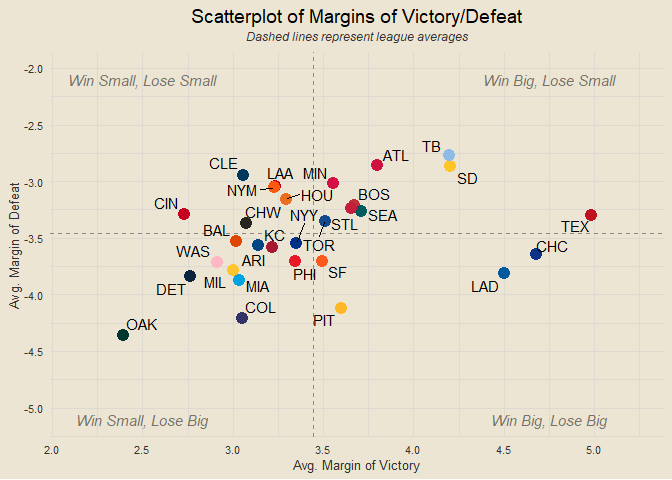 Scatterplot of Margins of Victory/Defeat
Dashed lines represent league averages
-2.0
Win Small, Lose Small
Win Big, Lose Small
-2.5
TB
ATL
CLE
LAA
MIN
SD
-3.0
NYM
HOU
BOS
CIN
CHW
NYY
SEA
STL
TEX
Avg. Margin of Defeat
-3.5
BAL
KC
TOR
CHC
WAS
ARI
PHI
SF
DET
MIL
MIA
LAD
-4.0
COL
PIT
OAK
-4.5
-5.0
Win Small, Lose Big
Win Big, Lose Big
2.0
2.5
3.0
3.5
4.0
4.5
5.0
Avg. Margin of Victory